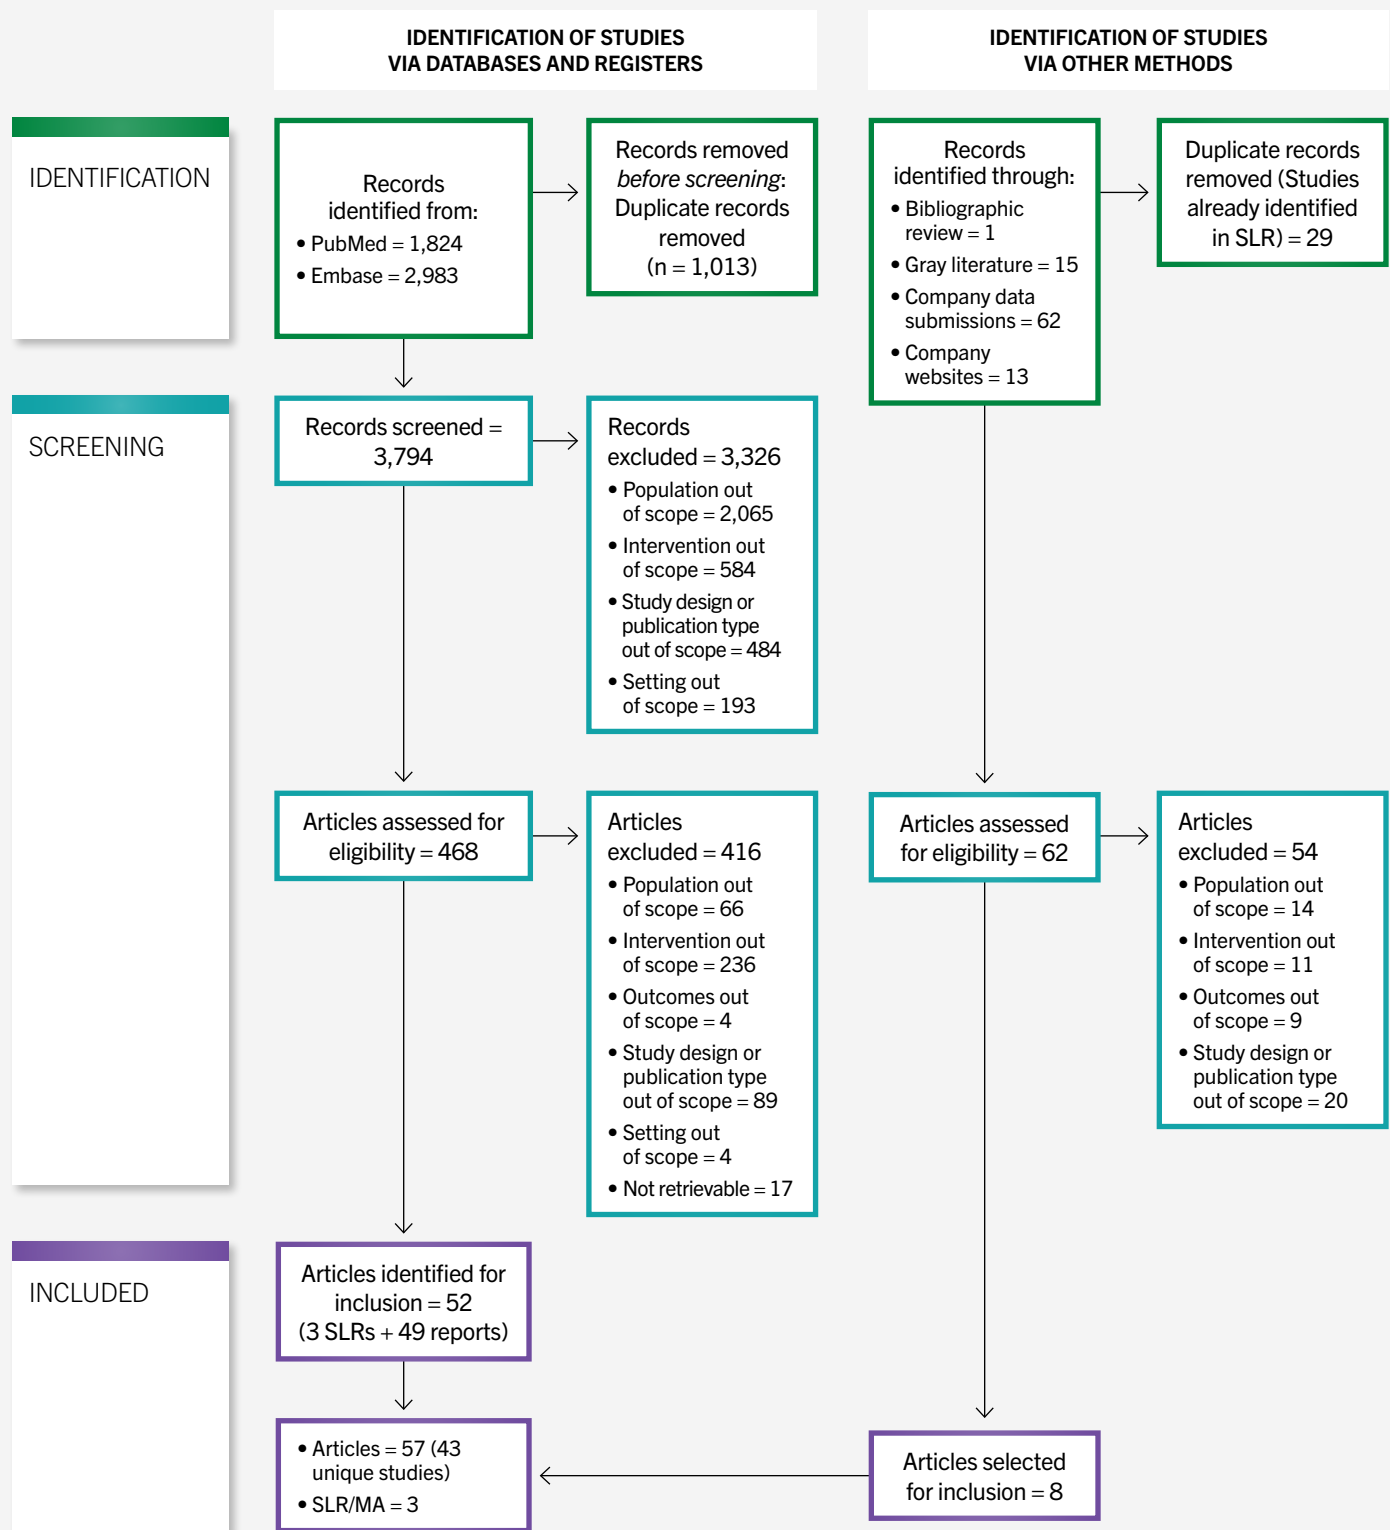 IDENTIFICATION OF STUDIES
VIA DATABASES AND REGISTERS
IDENTIFICATION OF STUDIES
VIA OTHER METHODS
IDENTIFICATION
Records
identified from:
• PubMed = 1,824
• Embase = 2,983
Records removed
before screening:
Duplicate records
removed
(n = 1,013)
Records
identified through:
• Bibliographic
review = 1
• Gray literature = 15
• Company data
submissions = 62
• Company
websites = 13
Duplicate records
removed (Studies
already identified
in SLR) = 29
SCREENING
Records screened =
3,794
Records
excluded = 3,326
• Population out
of scope = 2,065
• Intervention out
of scope = 584
• Study design or
publication type
out of scope = 484
• Setting out
of scope = 193
Articles assessed for
eligibility = 468
Articles
excluded = 416
• Population out
of scope = 66
• Intervention out
of scope = 236
• Outcomes out
of scope = 4
• Study design or
publication type
out of scope = 89
• Setting out
of scope = 4
• Not retrievable = 17
Articles assessed
for eligibility = 62
Articles
excluded = 54
• Population out
of scope = 14
• Intervention out
of scope = 11
• Outcomes out
of scope = 9
• Study design or
publication type
out of scope = 20
INCLUDED
Articles identified for
inclusion = 52
(3 SLRs + 49 reports)
• Articles = 57 (43
unique studies)
• SLR/MA = 3
Articles selected
for inclusion = 8